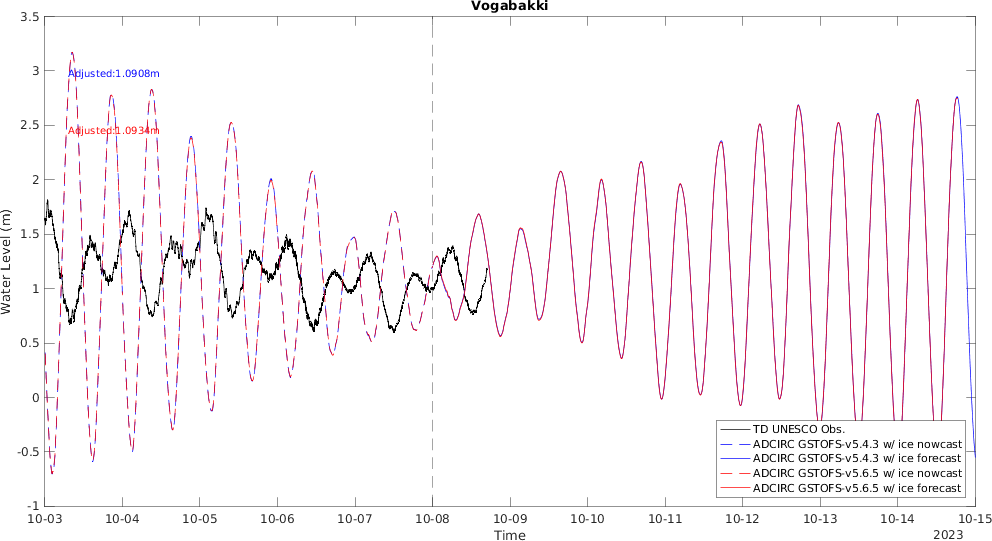 Vogabakki
3.5
3
2.5
2
1.5
1
0.5
0
-0.5
-1
Water Level (m)
Adjusted:1.0908m
Adjusted:1.0934m
TD UNESCO Obs.
ADCIRC GSTOFS-v5.4.3 w/ ice nowcast
ADCIRC GSTOFS-v5.4.3 w/ ice forecast
ADCIRC GSTOFS-v5.6.5 w/ ice nowcast
ADCIRC GSTOFS-v5.6.5 w/ ice forecast
10-03 10-04 10-05 10-06 10-07 10-08 10-09 10-10 10-11 10-12 10-13 10-14 10-15
Time
2023